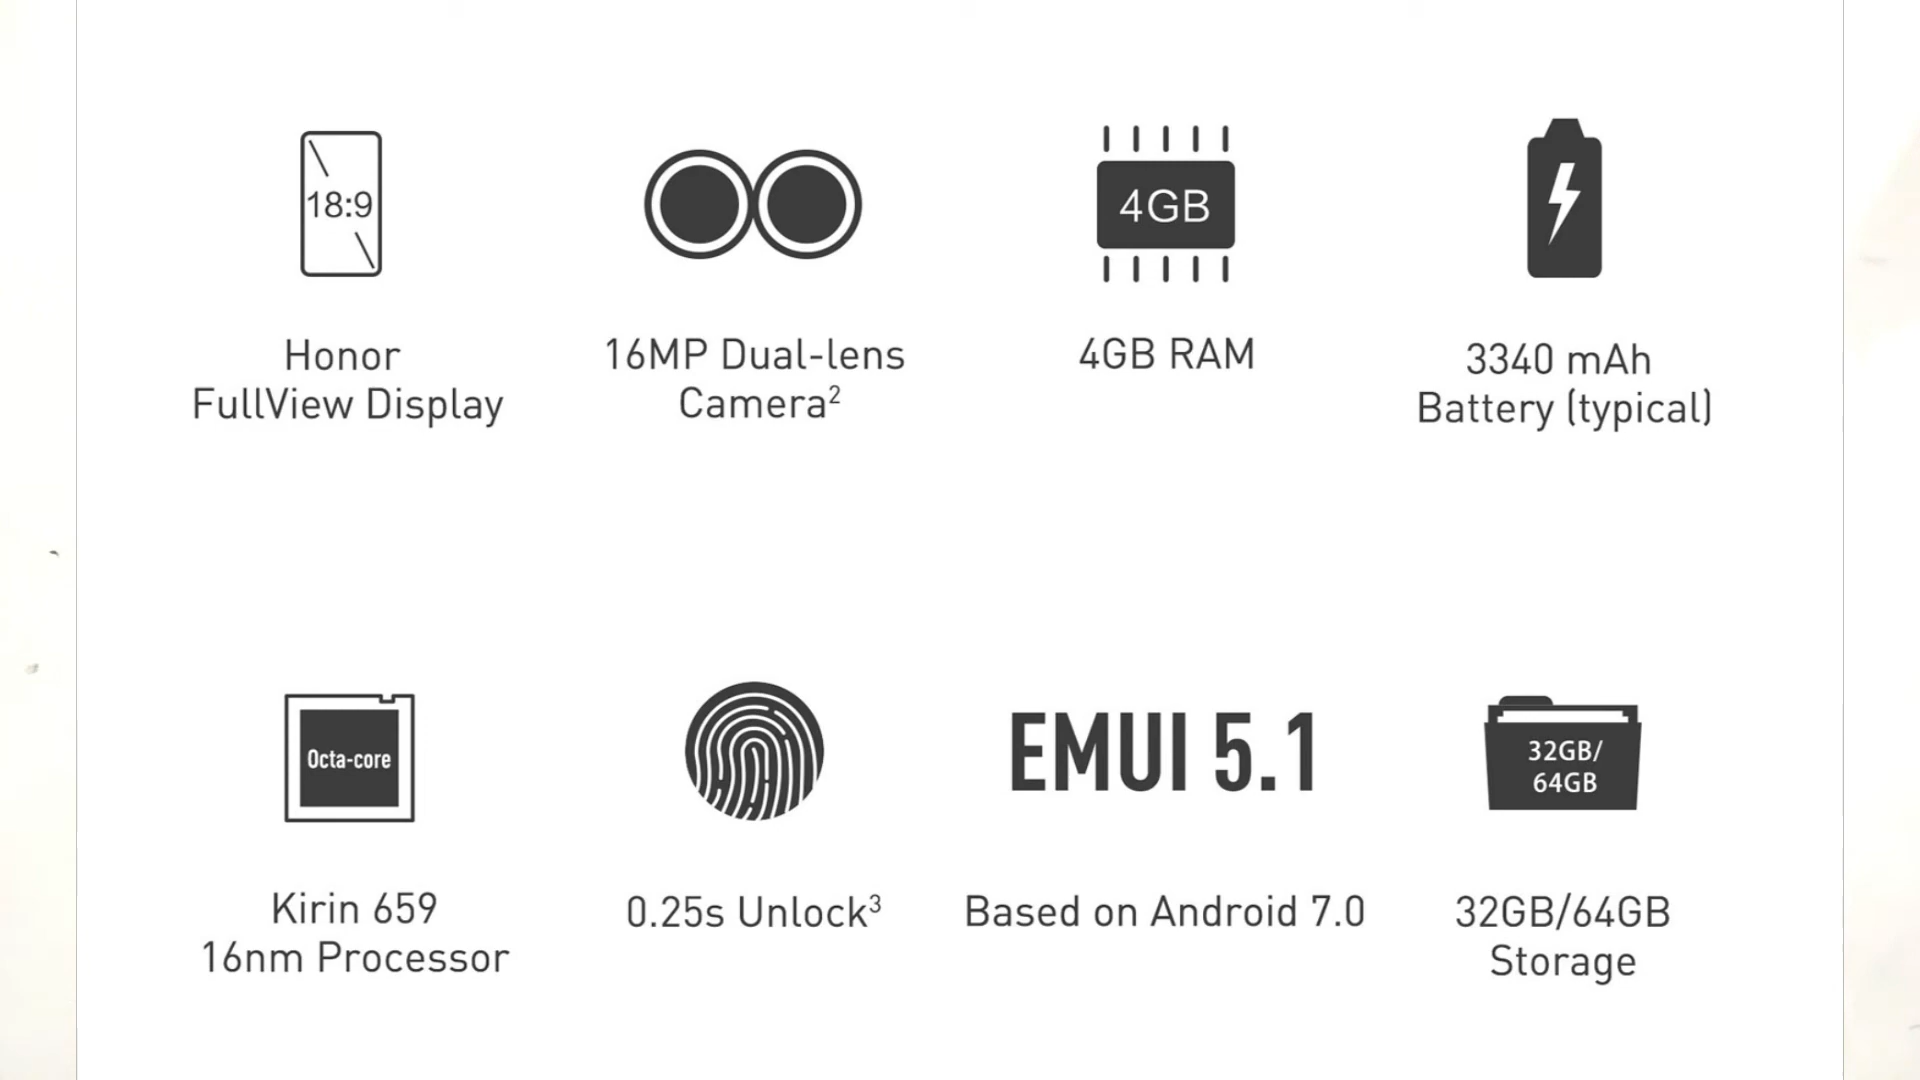 18:9
4GB
Honor
FullView Display
16MP Dual-lens
Camera²
4GB RAM
3340 mAh
Battery (typical)
Octa-core
EMUI 5.1
32GB/
64GB
Kirin 659
16nm Processor
0.25s Unlock³
Based on Android 7.0
32GB/64GB
Storage